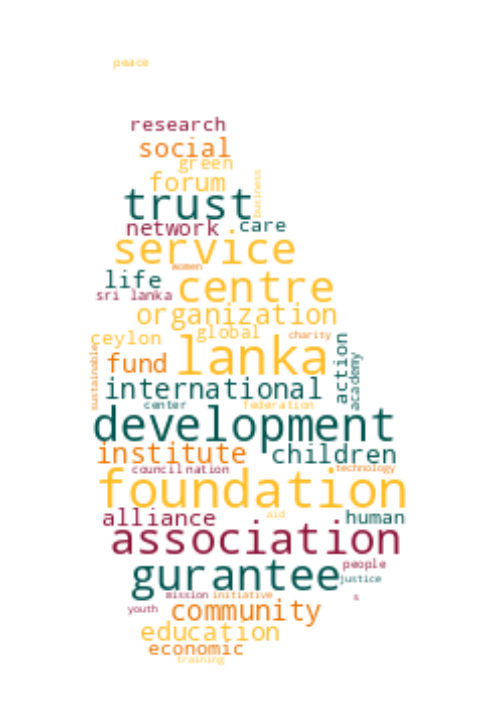 peace
research
social
green
forum
business
trust
network
care
service
women
life
centre
sri lanka
organization
ceylon
global
charity
action
sustainable
fund
lanka
academy
international
center
federation
development
institute
children
council
nation
technology
foundation
aid
alliance
human
association
gurantee
people
justice
mission
initiative
s
youth
community
education
economic
training